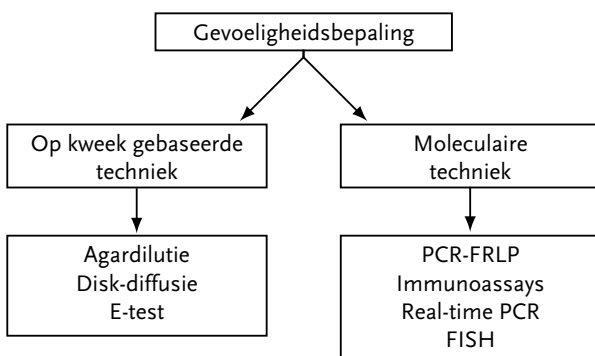 Gevoeligheidsbepaling
Op kweek gebaseerde
techniek
Moleculaire
techniek
Agardilutie
Disk-diffusie
E-test
PCR-FRLP
Immunoassays
Real-time PCR
FISH